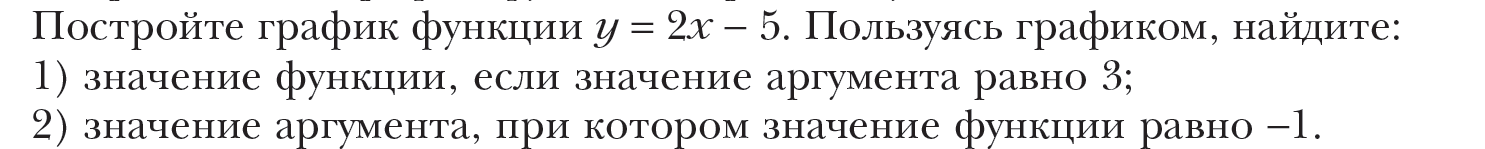 Постройте график функции y = 2x – 5. Пользуясь графиком, найдите:
1) значение функции, если значение аргумента равно 3;
2) значение аргумента, при котором значение функции равно –1.